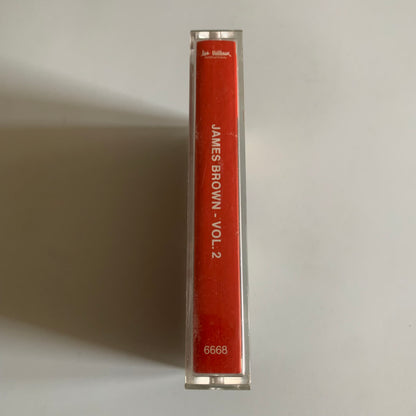 JAMES BROWN - VOL. 2
6668